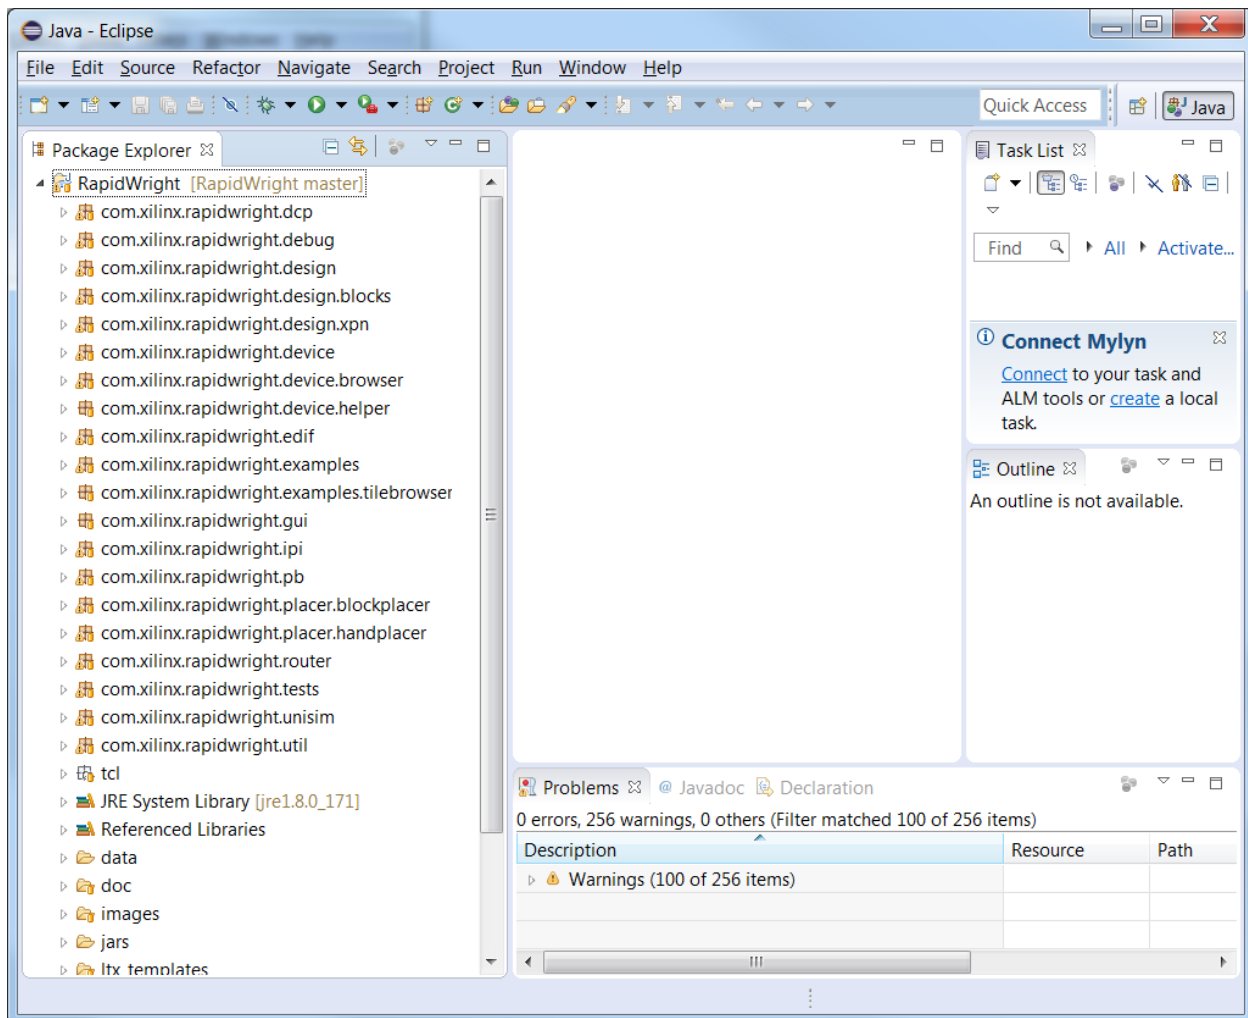 Java - Eclipse
File Edit Source Refactor Navigate Search Project Run Window Help
Quick Access
Java
Package Explorer
RapidWright [RapidWright master]
com.xilinx.rapidwright.dcp
com.xilinx.rapidwright.debug
com.xilinx.rapidwright.design
com.xilinx.rapidwright.design.blocks
com.xilinx.rapidwright.design.xpn
com.xilinx.rapidwright.device
com.xilinx.rapidwright.device.browser
com.xilinx.rapidwright.device.helper
com.xilinx.rapidwright.edif
com.xilinx.rapidwright.examples
com.xilinx.rapidwright.examples.tilebrowser
com.xilinx.rapidwright.gui
com.xilinx.rapidwright.ipi
com.xilinx.rapidwright.pb
com.xilinx.rapidwright.placer.blockplacer
com.xilinx.rapidwright.placer.handplacer
com.xilinx.rapidwright.router
com.xilinx.rapidwright.tests
com.xilinx.rapidwright.unisim
com.xilinx.rapidwright.util
tcl
JRE System Library [jre1.8.0_171]
Referenced Libraries
data
doc
images
jars
ltx_templates
Task List
Find All Activate...
Connect Mylyn
Connect to your task and
ALM tools or create a local
task.
Outline
An outline is not available.
Problems @ Javadoc Declaration
0 errors, 256 warnings, 0 others (Filter matched 100 of 256 items)
Description Resource Path
Warnings (100 of 256 items)